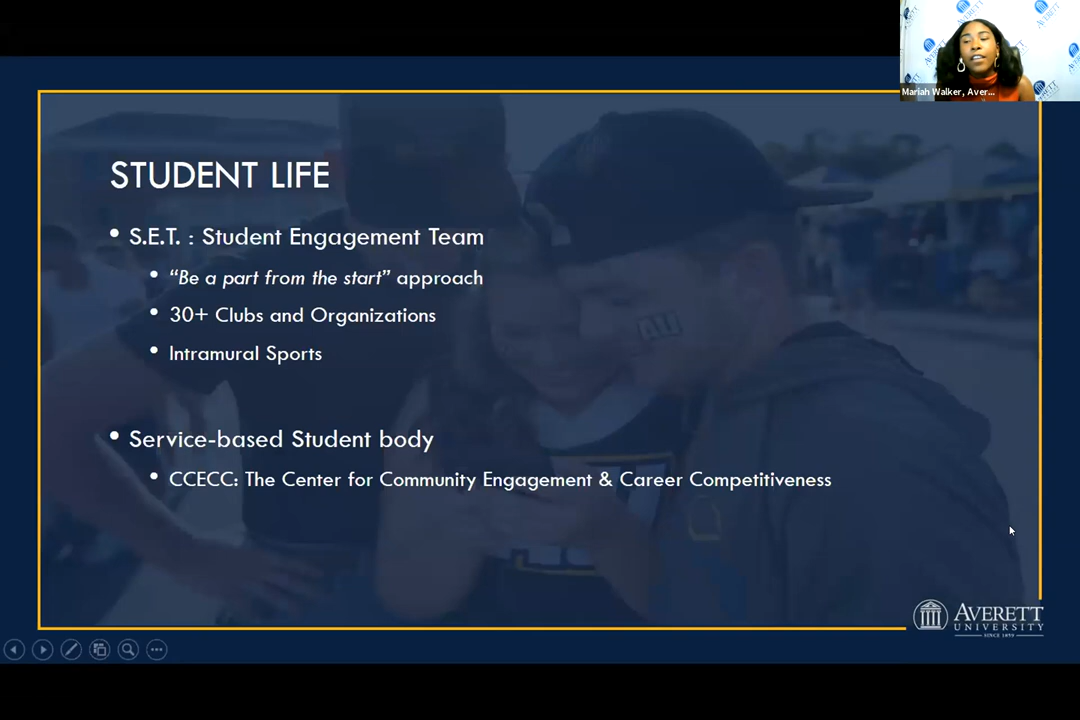 Mariah Walker, Aver...
STUDENT LIFE
• S.E.T. : Student Engagement Team
• “Be a part from the start” approach
• 30+ Clubs and Organizations
• Intramural Sports
AU
• Service-based Student body
• CCECC: The Center for Community Engagement & Career Competitiveness
AVERETT
UNIVERSITY
SINCE 1859